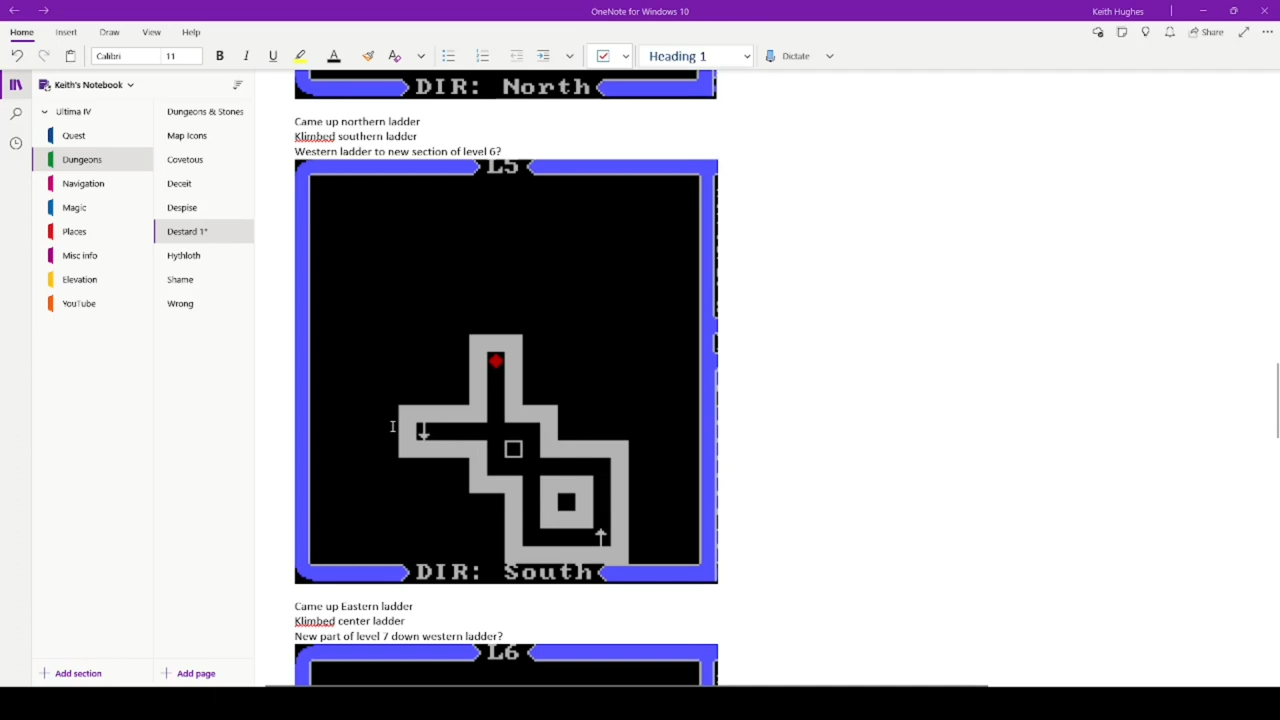 OneNote for Windows 10
Keith Hughes
Home Insert Draw View Help
Share
Calibri 11 B I U A Heading 1 Dictate
Keith's Notebook
Ultima IV
Quest
Dungeons
Navigation
Magic
Places
Misc info
Elevation
YouTube
Dungeons & Stones
Map Icons
Covetous
Deceit
Despise
Destard 1*
Hythloth
Shame
Wrong
DIR: North
Came up northern ladder
Klimbed southern ladder
Western ladder to new section of level 6?
L5
DIR: South
Came up Eastern ladder
Klimbed center ladder
New part of level 7 down western ladder?
L6
Add section
Add page